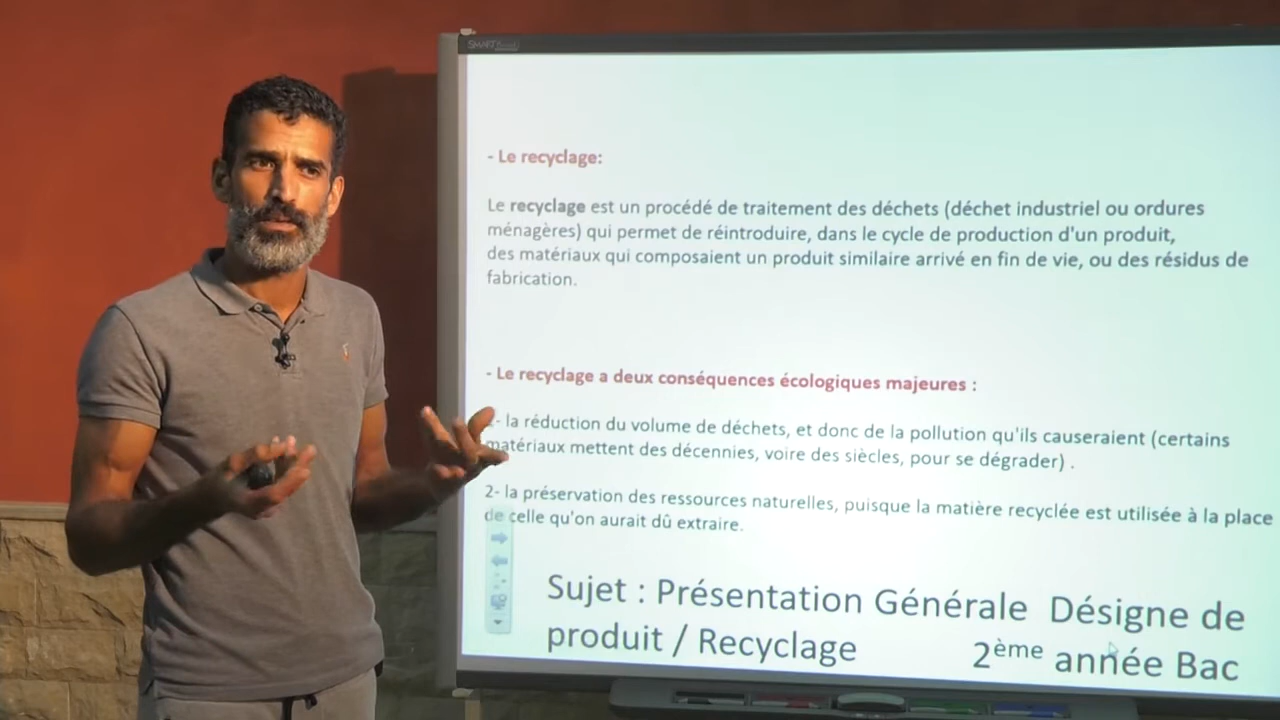 SMART
- Le recyclage:
Le recyclage est un procédé de traitement des déchets (déchet industriel ou ordures
ménagères) qui permet de réintroduire, dans le cycle de production d'un produit,
des matériaux qui composaient un produit similaire arrivé en fin de vie, ou des résidus de
fabrication.
- Le recyclage a deux conséquences écologiques majeures :
- la réduction du volume de déchets, et donc de la pollution qu'ils causeraient (certains
matériaux mettent des décennies, voire des siècles, pour se dégrader) .
2- la préservation des ressources naturelles, puisque la matière recyclée est utilisée à la place
de celle qu'on aurait dû extraire.
Sujet : Présentation Générale Désigne de
produit / Recyclage 2ème année Bac